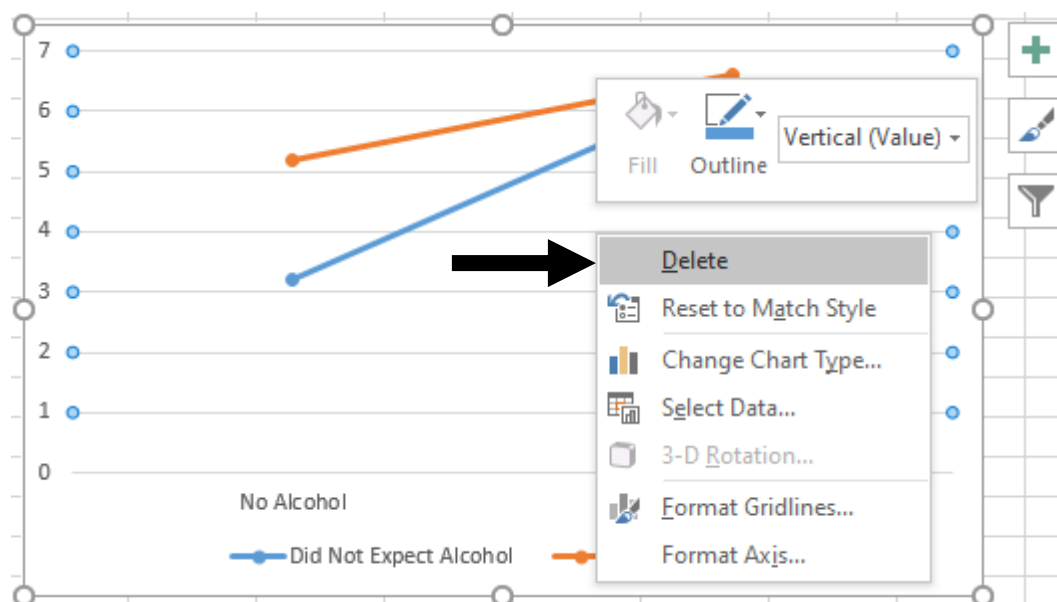 7
6
5
4
3
2
1
0
No Alcohol
Did Not Expect Alcohol
Fill
Outline
Vertical (Value)
Delete
Reset to Match Style
Change Chart Type...
Select Data...
3-D Rotation...
Format Gridlines...
Format Axis...